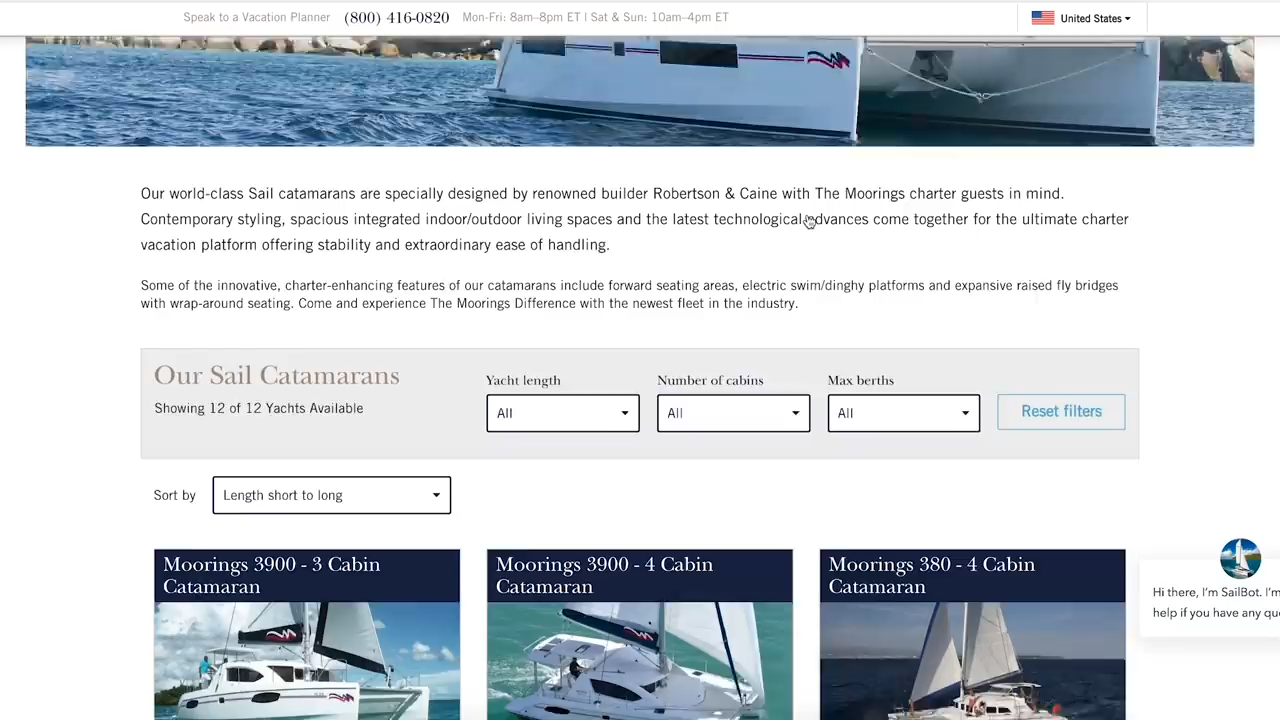 Speak to a Vacation Planner (800) 416-0820 Mon-Fri: 8am–8pm ET | Sat & Sun: 10am–4pm ET
United States
Our world-class Sail catamarans are specially designed by renowned builder Robertson & Caine with The Moorings charter guests in mind.
Contemporary styling, spacious integrated indoor/outdoor living spaces and the latest technological advances come together for the ultimate charter
vacation platform offering stability and extraordinary ease of handling.
Some of the innovative, charter-enhancing features of our catamarans include forward seating areas, electric swim/dinghy platforms and expansive raised fly bridges
with wrap-around seating. Come and experience The Moorings Difference with the newest fleet in the industry.
Our Sail Catamarans
Showing 12 of 12 Yachts Available
Yacht length
All
Number of cabins
All
Max berths
All
Reset filters
Sort by
Length short to long
Moorings 3900 - 3 Cabin
Catamaran
Moorings 3900 - 4 Cabin
Catamaran
Moorings 380 - 4 Cabin
Catamaran
Hi there, I'm SailBot. I'm
help if you have any